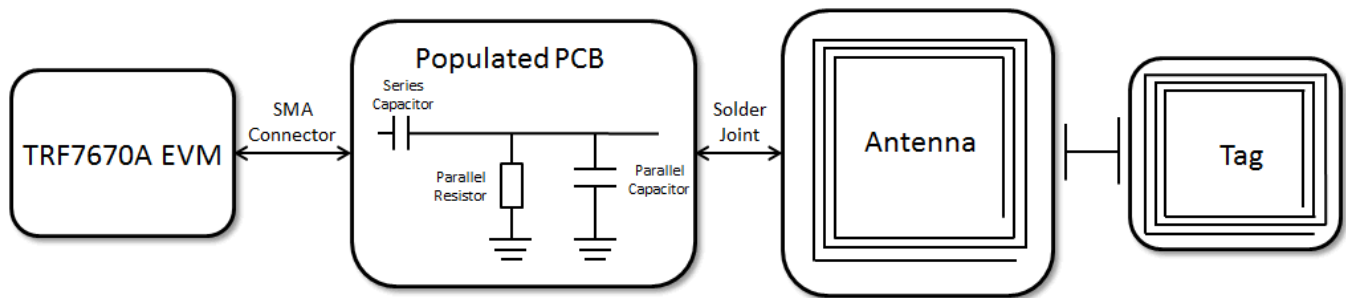 TRF7670A EVM
SMA
Connector
Populated PCB
Series
Capacitor
Parallel
Resistor
Parallel
Capacitor
Solder
Joint
Antenna
Tag